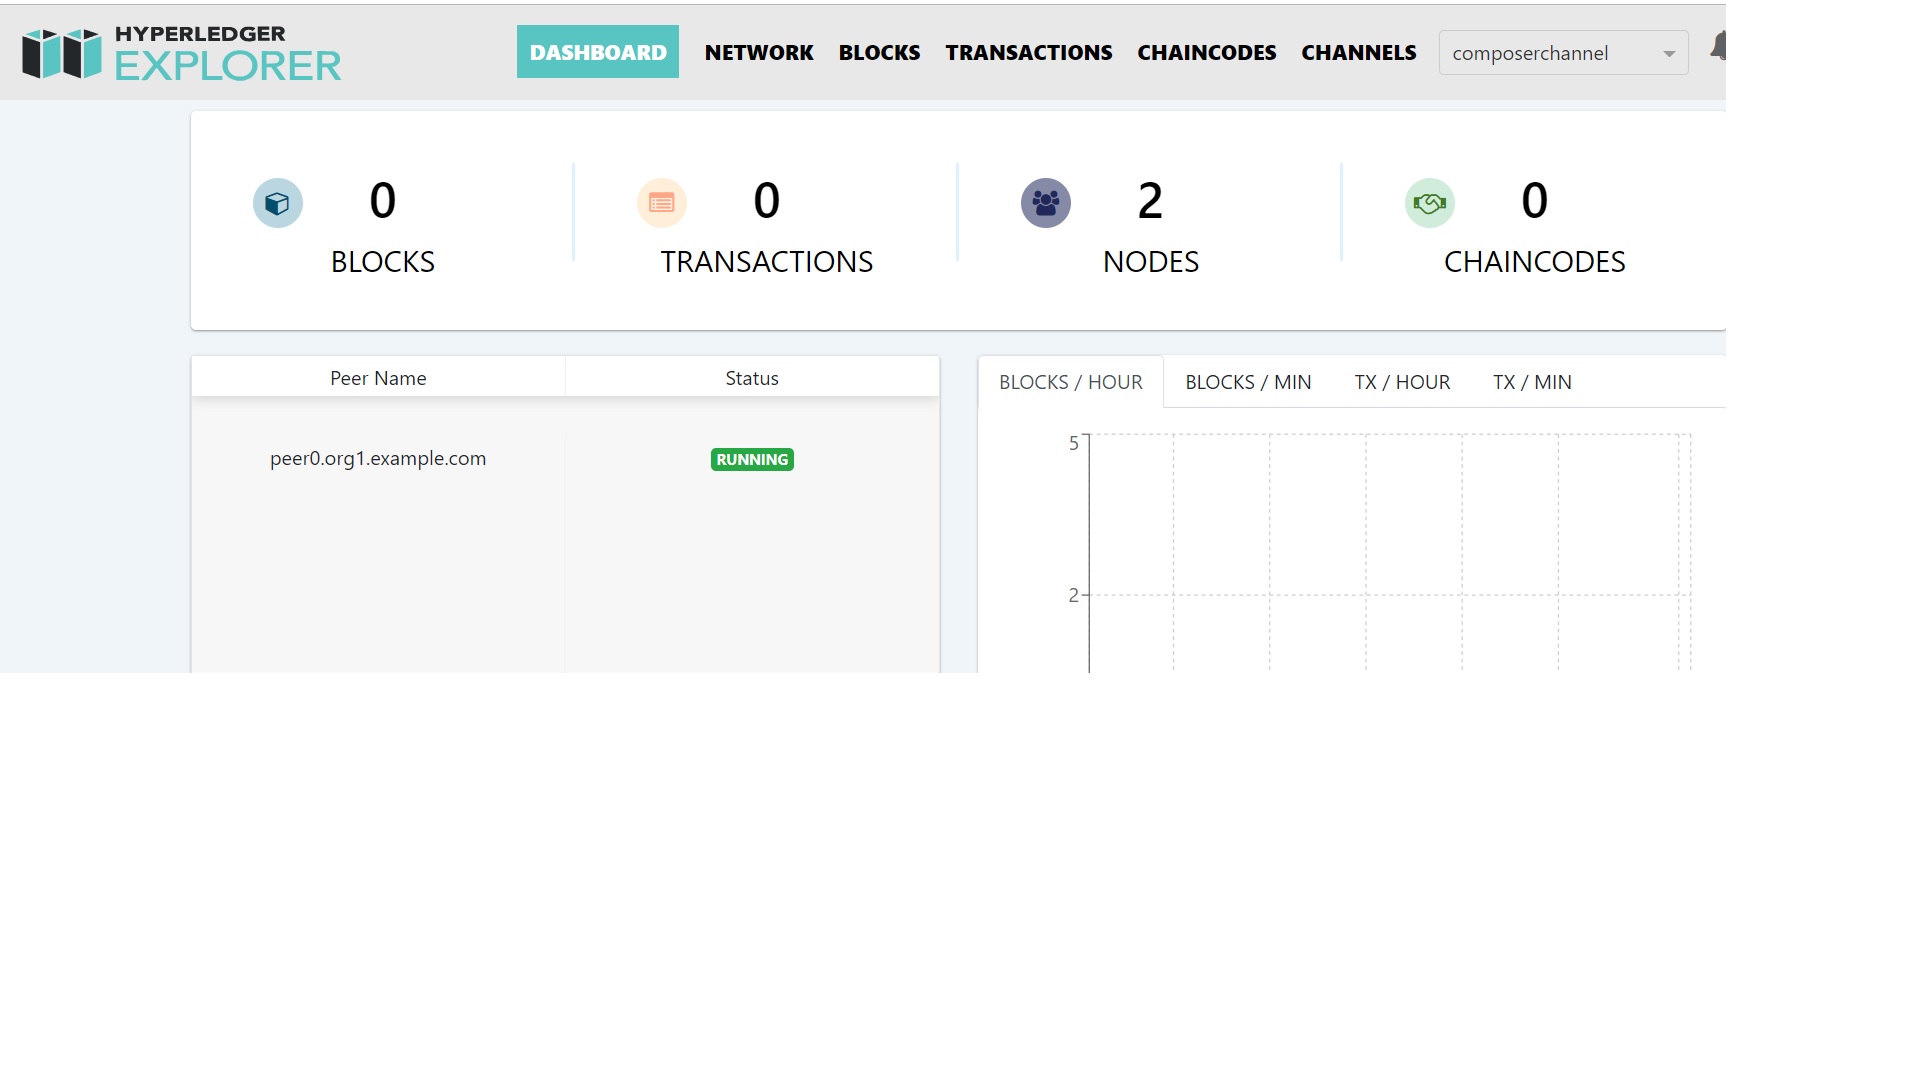 HYPERLEDGER
EXPLORER
DASHBOARD NETWORK BLOCKS TRANSACTIONS CHAINCODES CHANNELS composerchannel
0 0 2 0
BLOCKS TRANSACTIONS NODES CHAINCODES
Peer Name Status
peer0.org1.example.com RUNNING
BLOCKS / HOUR BLOCKS / MIN TX / HOUR TX / MIN
5
2